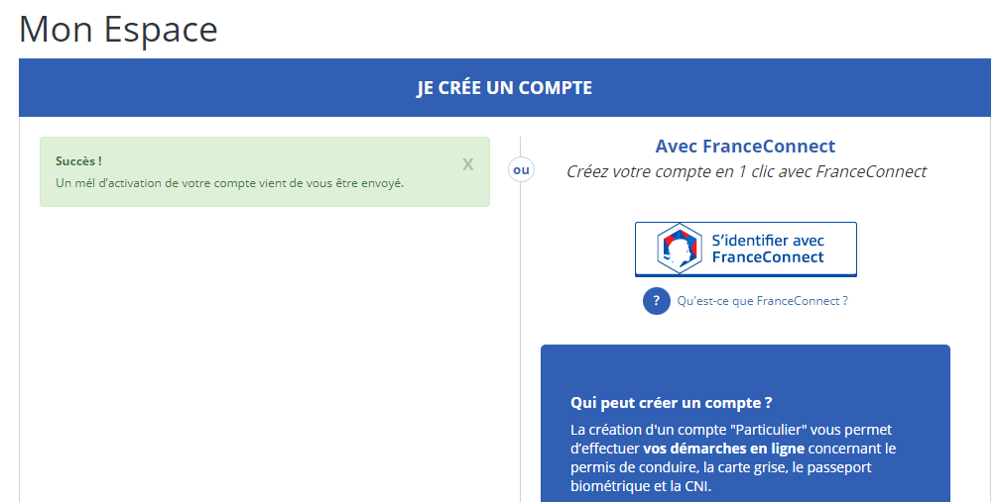 Mon Espace
JE CRÉE UN COMPTE
Succès !
X
Un mél d'activation de votre compte vient de vous être envoyé.
ou
Avec FranceConnect
Créez votre compte en 1 clic avec FranceConnect
S'identifier avec
FranceConnect
? Qu'est-ce que FranceConnect ?
Qui peut créer un compte ?
La création d'un compte "Particulier" vous permet
d'effectuer vos démarches en ligne concernant le
permis de conduire, la carte grise, le passeport
biométrique et la CNI.